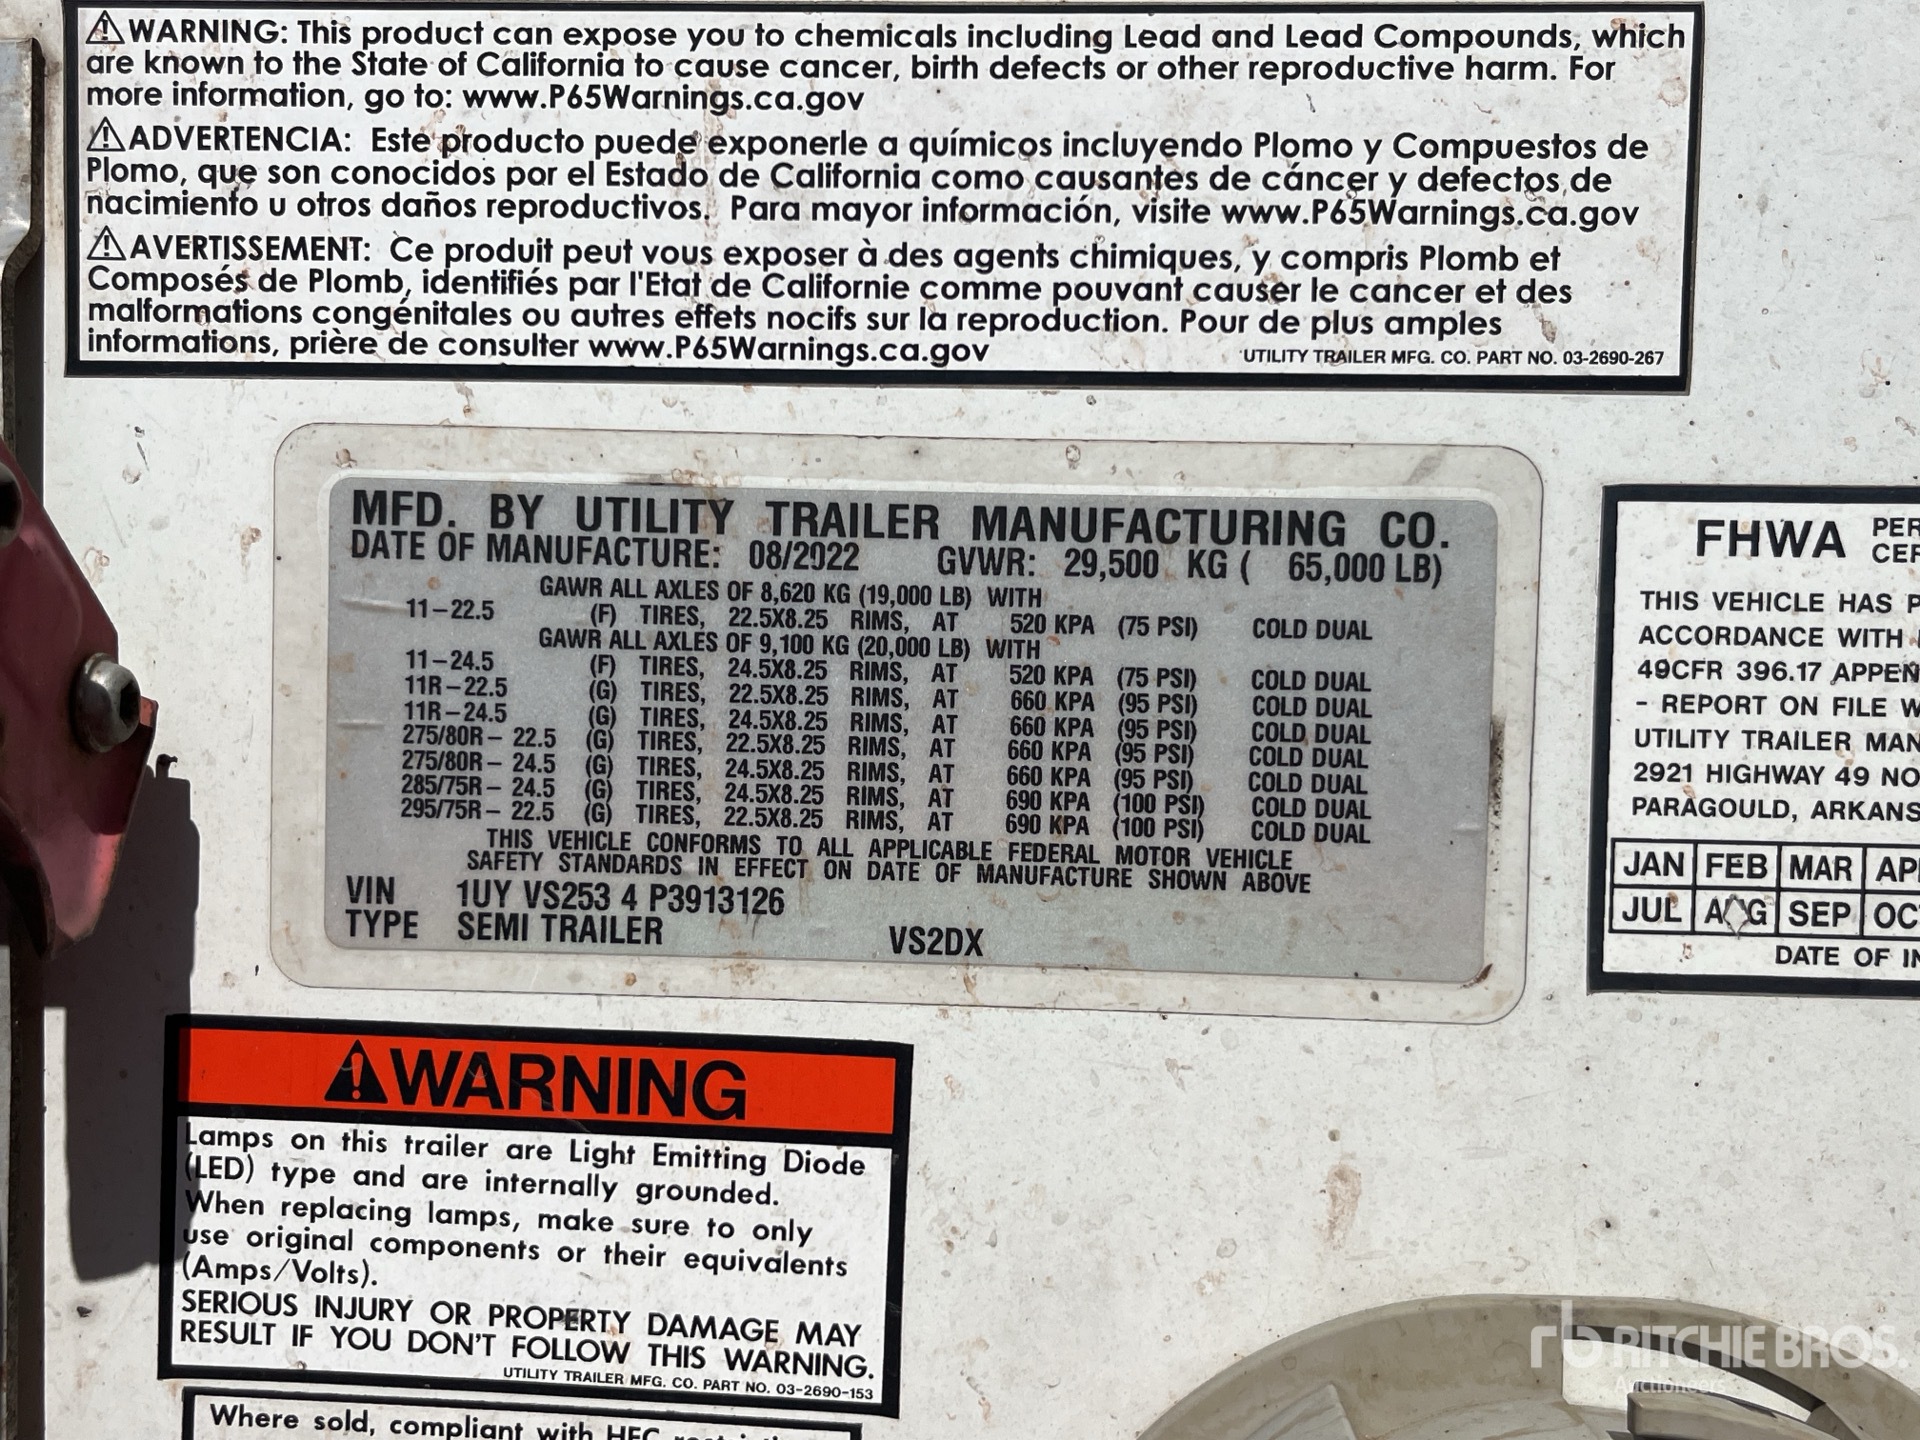 ⚠WARNING: This product can expose you to chemicals including Lead and Lead Compounds, which
are known to the State of California to cause cancer, birth defects or other reproductive harm. For
more information, go to: www.P65Warnings.ca.gov
⚠ADVERTENCIA: Este producto puede exponerle a químicos incluyendo Plomo y Compuestos de
Plomo, que son conocidos por el Estado de California como causantes de cáncer y defectos de
nacimiento u otros daños reproductivos. Para mayor información, visite www.P65Warnings.ca.gov
⚠AVERTISSEMENT: Ce produit peut vous exposer à des agents chimiques, y compris Plomb et
Composés de Plomb, identifiés par l'Etat de Californie comme pouvant causer le cancer et des
malformations congénitales ou autres effets nocifs sur la reproduction. Pour de plus amples
informations, prière de consulter www.P65Warnings.ca.gov
UTILITY TRAILER MFG. CO. PART NO. 03-2690-267
MFD. BY UTILITY TRAILER MANUFACTURING CO.
DATE OF MANUFACTURE: 08/2022 GVWR: 29,500 KG ( 65,000 LB)
GAWR ALL AXLES OF 8,620 KG (19,000 LB) WITH
11-22.5 (F) TIRES, 22.5X8.25 RIMS, AT 520 KPA (75 PSI) COLD DUAL
GAWR ALL AXLES OF 9,100 KG (20,000 LB) WITH
11-24.5 (F) TIRES, 24.5X8.25 RIMS, AT 520 KPA (75 PSI) COLD DUAL
11R-22.5 (G) TIRES, 22.5X8.25 RIMS, AT 660 KPA (95 PSI) COLD DUAL
11R-24.5 (G) TIRES, 24.5X8.25 RIMS, AT 660 KPA (95 PSI) COLD DUAL
275/80R- 22.5 (G) TIRES, 22.5X8.25 RIMS, AT 660 KPA (95 PSI) COLD DUAL
275/80R- 24.5 (G) TIRES, 24.5X8.25 RIMS, AT 660 KPA (95 PSI) COLD DUAL
285/75R- 24.5 (G) TIRES, 24.5X8.25 RIMS, AT 690 KPA (100 PSI) COLD DUAL
295/75R- 22.5 (G) TIRES, 22.5X8.25 RIMS, AT 690 KPA (100 PSI) COLD DUAL
THIS VEHICLE CONFORMS TO ALL APPLICABLE FEDERAL MOTOR VEHICLE
SAFETY STANDARDS IN EFFECT ON DATE OF MANUFACTURE SHOWN ABOVE
VIN 1UY VS253 4 P3913126
TYPE SEMI TRAILER VS2DX
FHWA PER
CER
THIS VEHICLE HAS P
ACCORDANCE WITH
49CFR 396.17 APPEN
- REPORT ON FILE W
UTILITY TRAILER MAN
2921 HIGHWAY 49 NO
PARAGOULD, ARKANS
JAN FEB MAR AP
JUL AUG SEP OC
DATE OF IN
⚠WARNING
Lamps on this trailer are Light Emitting Diode
(LED) type and are internally grounded.
When replacing lamps, make sure to only
use original components or their equivalents
(Amps/Volts).
SERIOUS INJURY OR PROPERTY DAMAGE MAY
RESULT IF YOU DON'T FOLLOW THIS WARNING.
UTILITY TRAILER MFG. CO. PART NO. 03-2690-153
Where sold, compliant with HFC
rb RITCHIE BROS.
Auctioneers